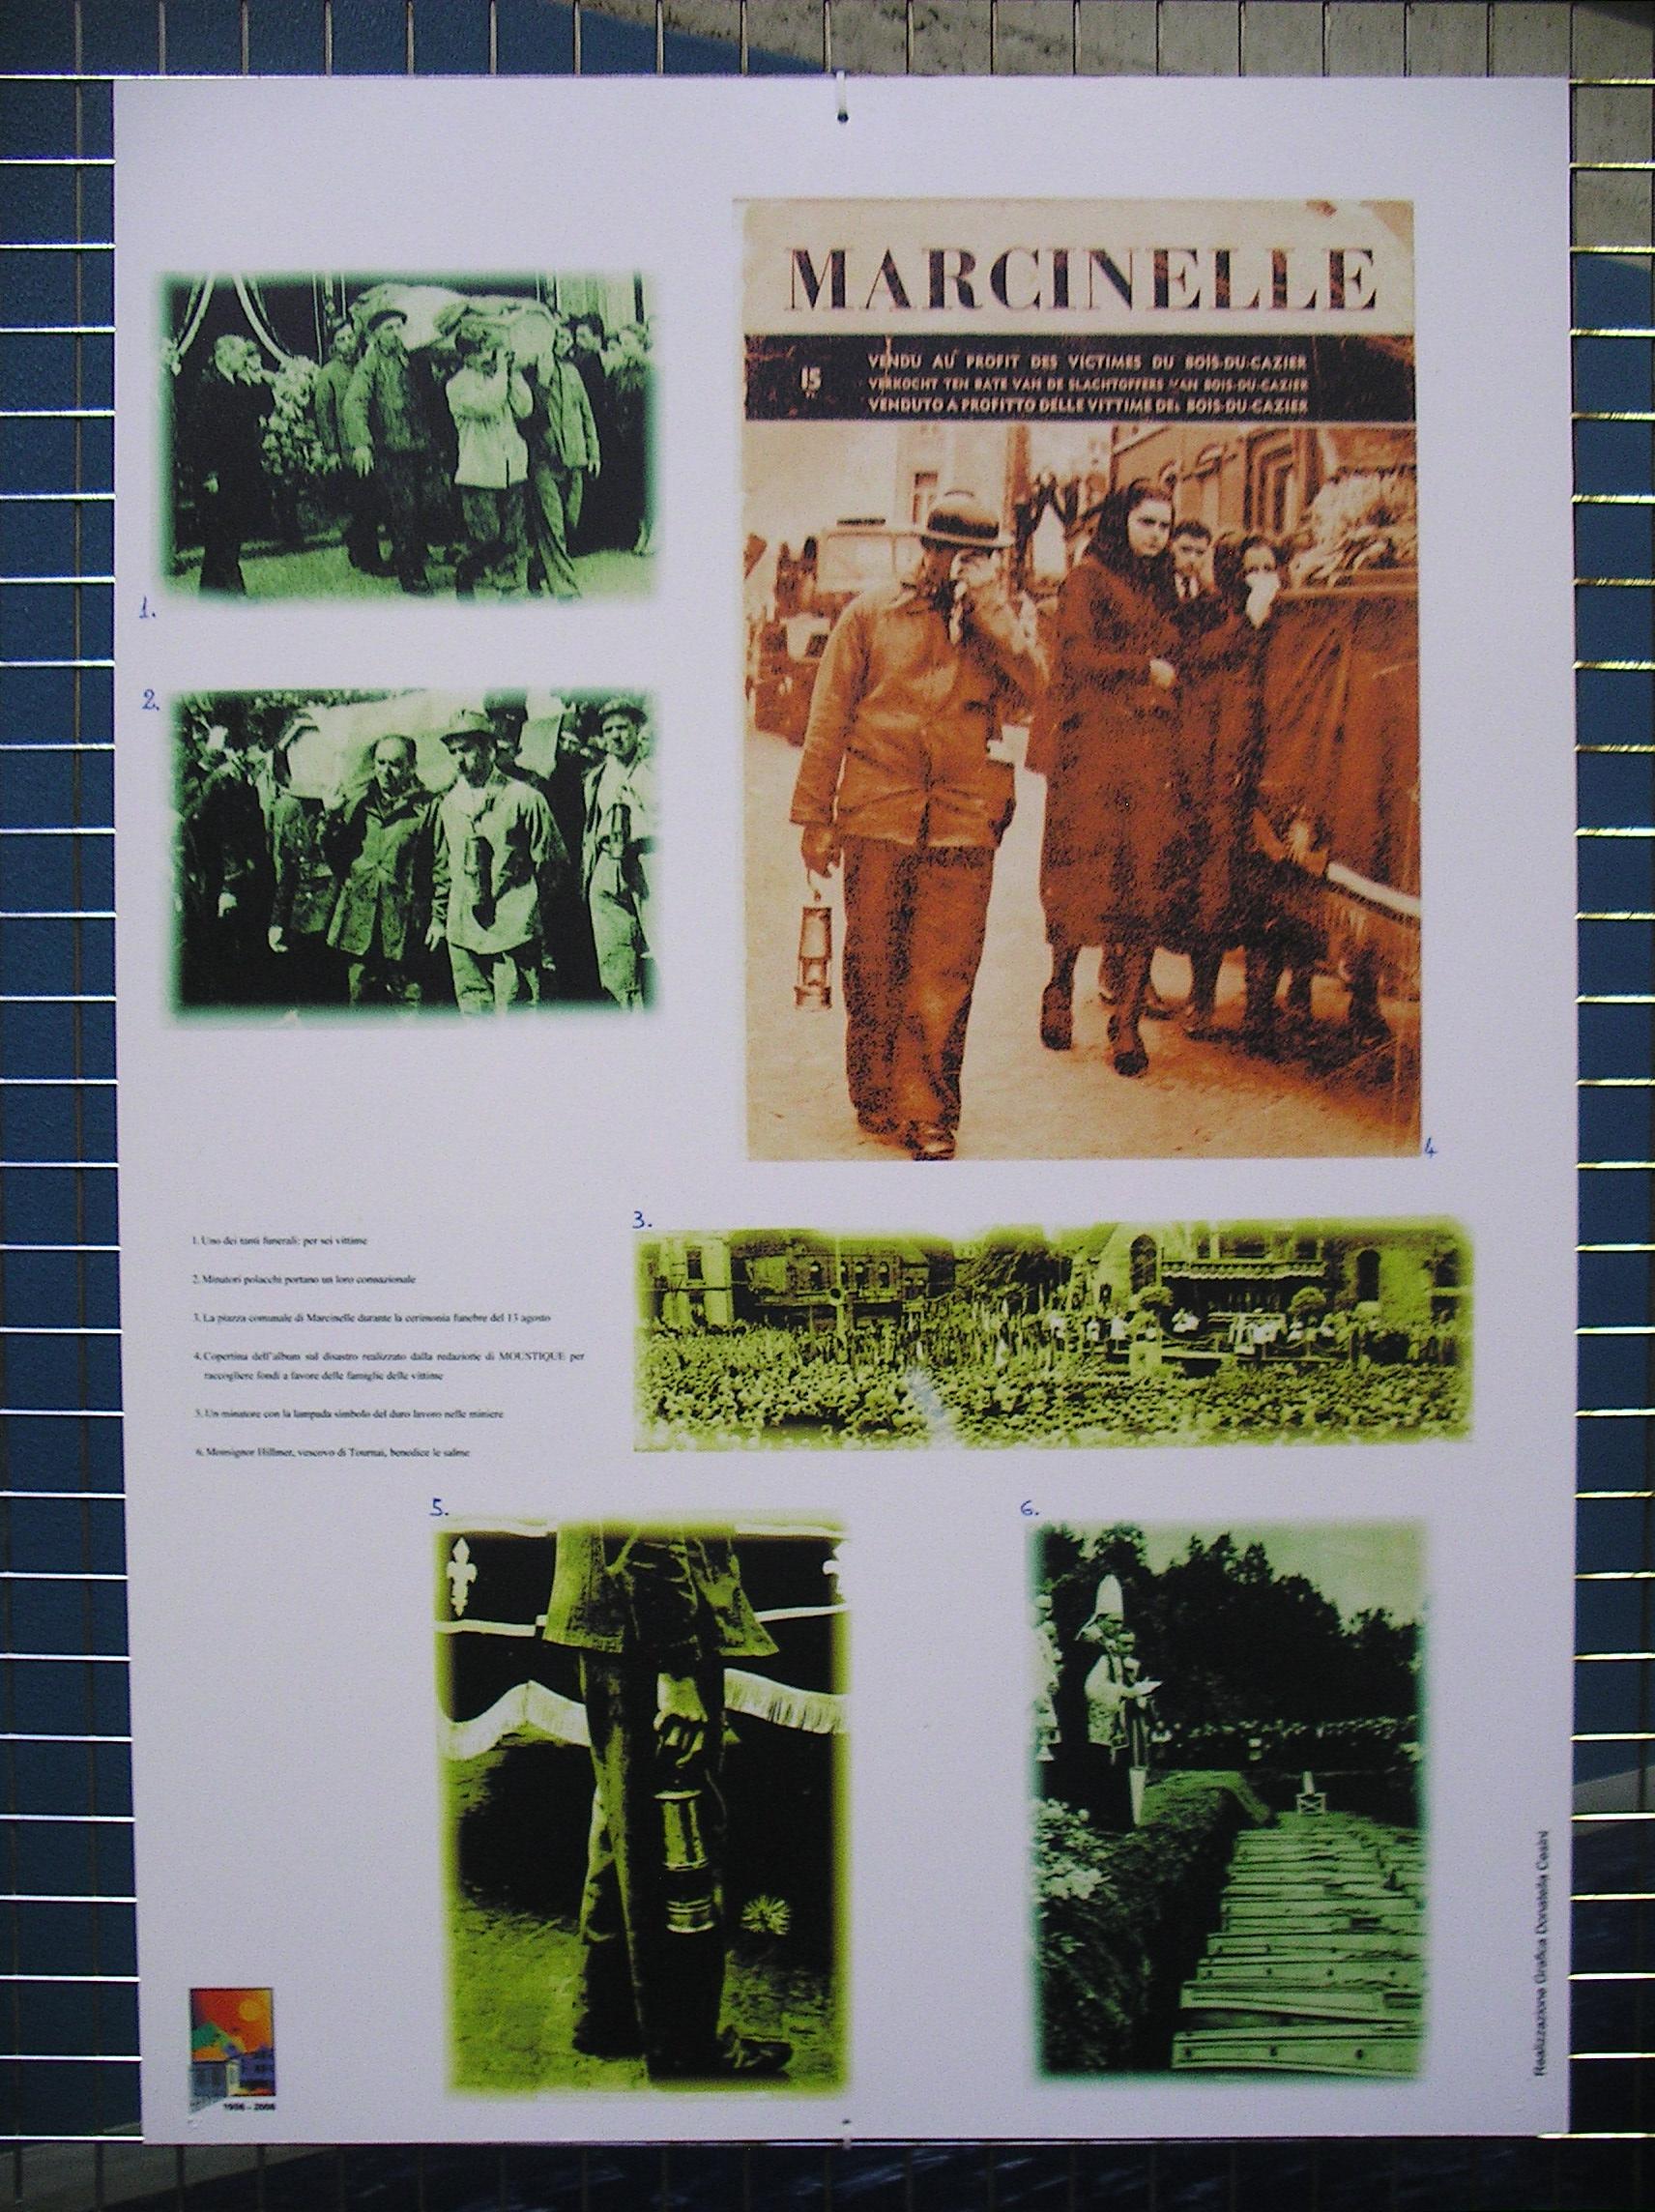 MARCINELLE
15
VENDU AU PROFIT DES VICTIMES DU BOIS-DU-CAZIER
VERKOCHT TEN BATE VAN DE SLACHTOFFERS VAN BOIS-DU-CAZIER
VENDUTO A PROFITTO DELLE VITTIME DEL BOIS-DU-CAZIER
1.
2.
4
3.
1. Uno dei tanti funerali: per sei vittime
2. Minatori polacchi portano un loro connazionale
3. La piazza comunale di Marcinelle durante la cerimonia funebre del 13 agosto
4. Copertina dell'album sul disastro realizzato dalla redazione di MOUSTIQUE per
raccogliere fondi a favore delle famiglie delle vittime
5. Un minatore con la lampada simbolo del duro lavoro nelle miniere
6. Monsignor Hillmer, vescovo di Tournai, benedice le salme
5.
6.
1956 - 2006
Realizzazione Grafica Donatella Cesini